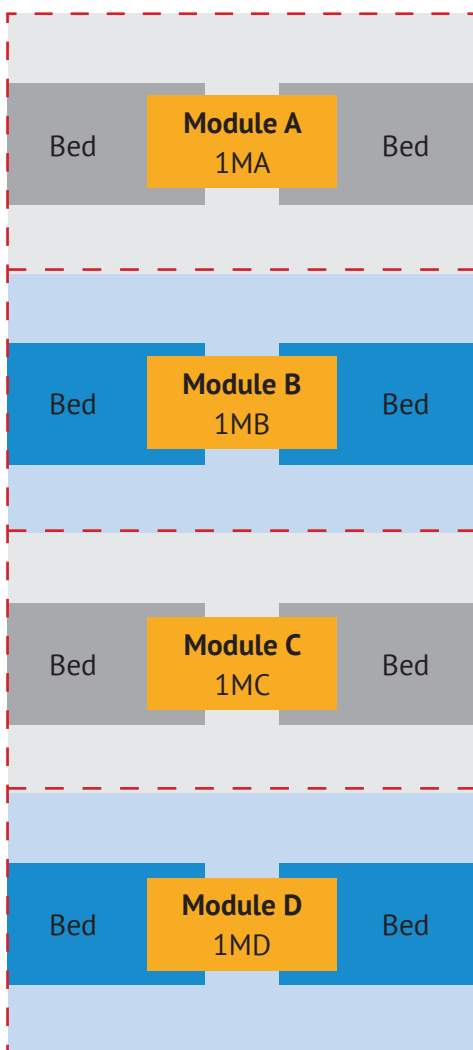 Bed
Module A
1MA
Bed
Bed
Module B
1MB
Bed
Bed
Module C
1MC
Bed
Bed
Module D
1MD
Bed